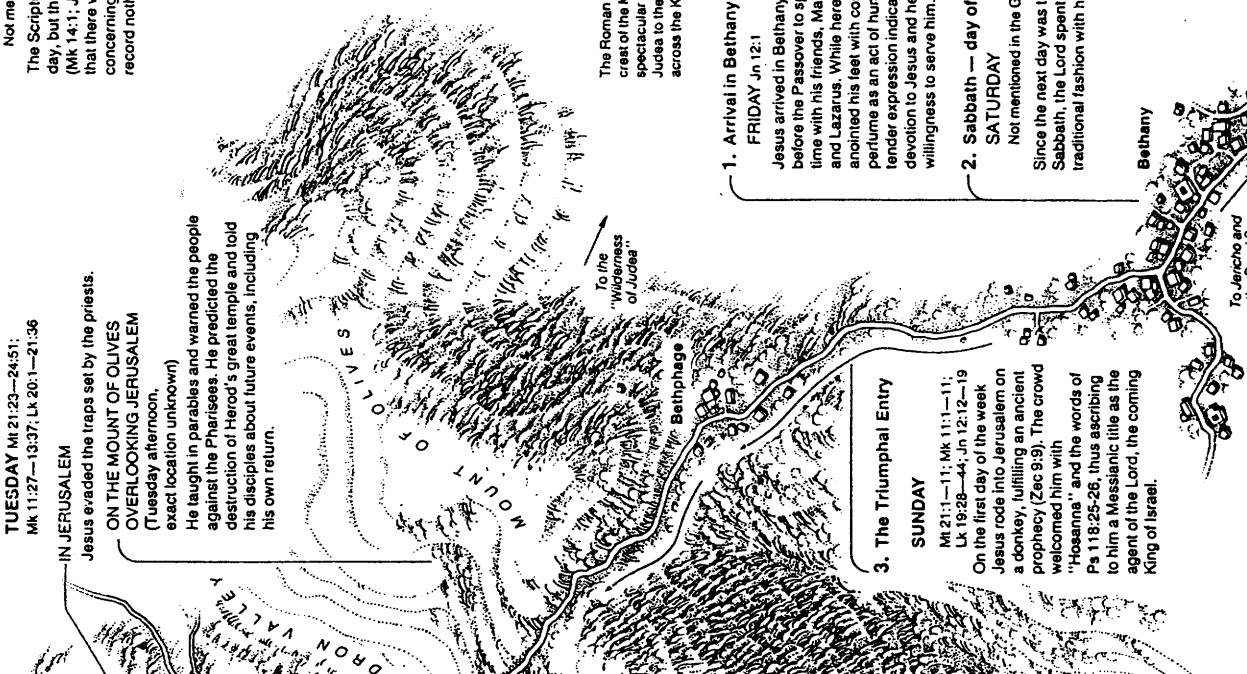 TUESDAY Mt 21:23—24:51;
Mk 11:27—13:37; Lk 20:1—21:36
IN JERUSALEM
Jesus evaded the traps set by the priests.
ON THE MOUNT OF OLIVES
OVERLOOKING JERUSALEM
(Tuesday afternoon,
exact location unknown)
He taught in parables and warned the people
against the Pharisees. He predicted the
destruction of Herod's great temple and told
his disciples about future events, including
his own return.
Not me
The Script
day, but th
(Mk 14:1; J
that there
concerning
record noth
DRON VALLEY
MOUNT OF OLIVES
To the
"Wilderness
of Judea"
The Roman
crest of the
spectacular
Judea to the
across the K
Bethphage
1. Arrival in Bethany
FRIDAY Jn 12:1
Jesus arrived in Bethany
before the Passover to sp
time with his friends, Ma
and Lazarus. While here
anointed his feet with co
perfume as an act of hum
tender expression indica
devotion to Jesus and he
willingness to serve him.
2. Sabbath — day of
SATURDAY
Not mentioned in the G
Since the next day was t
Sabbath, the Lord spent
traditional fashion with h
Bethany
3. The Triumphal Entry
SUNDAY
Mt 21:1—11; Mk 11:1—11;
Lk 19:28—44; Jn 12:12—19
On the first day of the week
Jesus rode into Jerusalem on
a donkey, fulfilling an ancient
prophecy (Zec 9:9). The crowd
welcomed him with
"Hosanna" and the words of
Ps 118:25-26, thus ascribing
to him a Messianic title as the
agent of the Lord, the coming
King of Israel.
To Jericho and